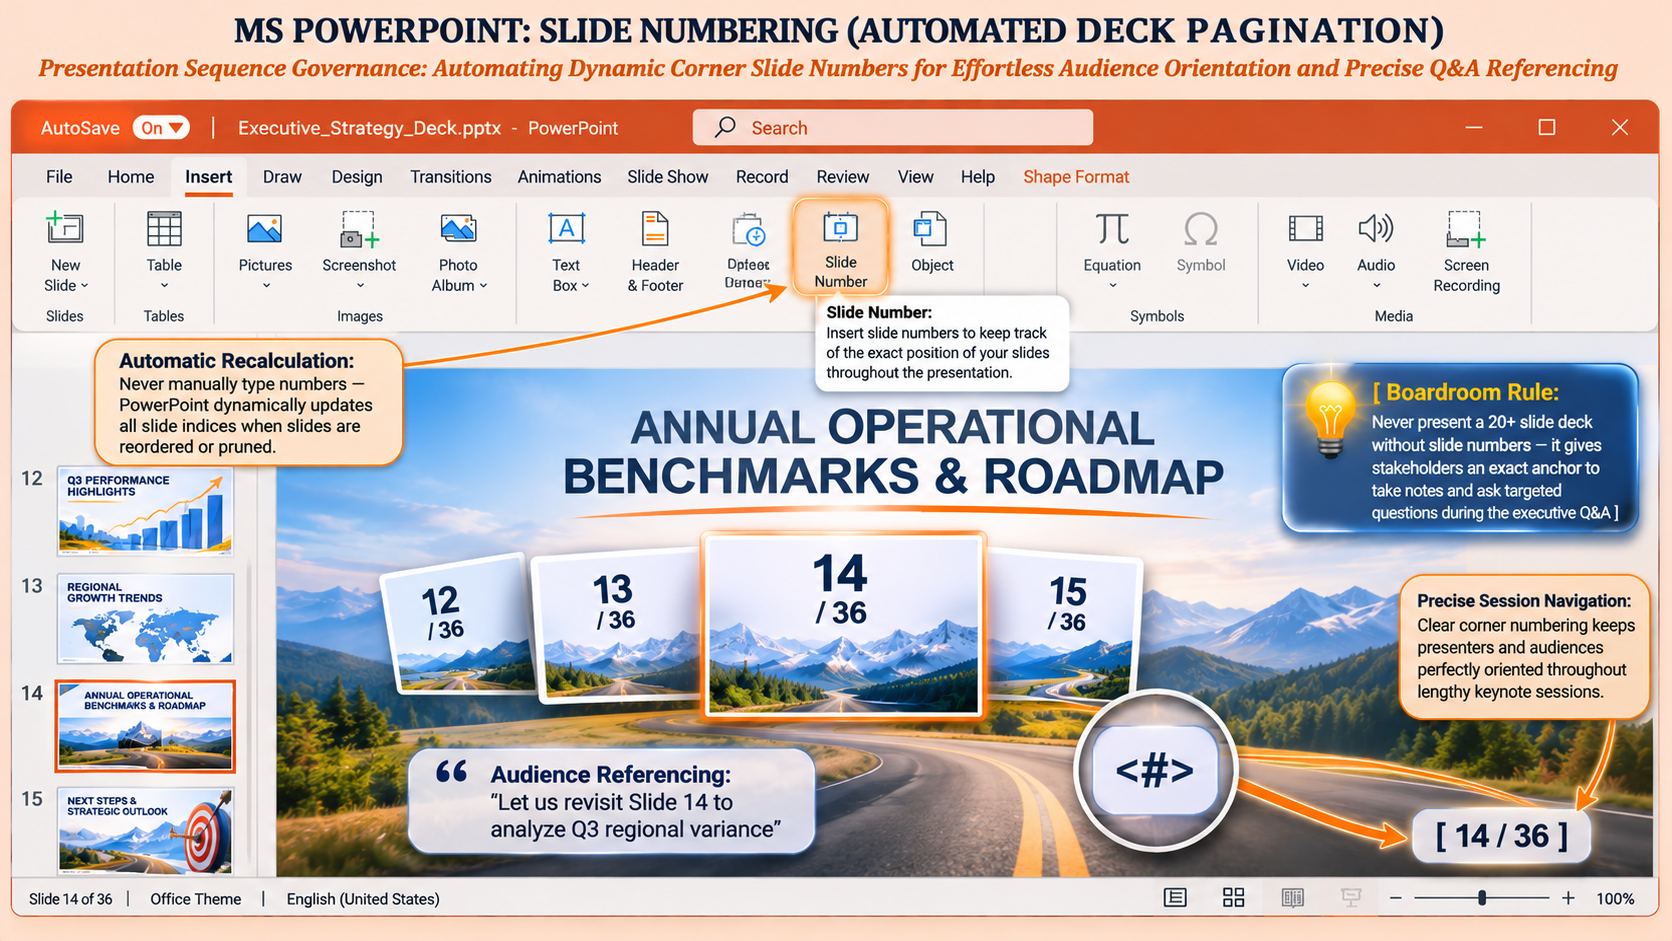 MS POWERPOINT: SLIDE NUMBERING (AUTOMATED DECK PAGINATION)
Presentation Sequence Governance: Automating Dynamic Corner Slide Numbers for Effortless Audience Orientation and Precise Q&A Referencing
AutoSave On | Executive_Strategy_Deck.pptx - PowerPoint
Search
File Home Insert Draw Design Transitions Animations Slide Show Record Review View Help Shape Format
New Slide
Table
Pictures
Screenshot
Photo Album
Text Box
Header & Footer
Slide Number
Object
Equation
Symbol
Video
Audio
Screen Recording
Slides
Tables
Images
Symbols
Media
Slide Number:
Insert slide numbers to keep track
of the exact position of your slides
throughout the presentation.
Automatic Recalculation:
Never manually type numbers —
PowerPoint dynamically updates
all slide indices when slides are
reordered or pruned.
12
Q3 PERFORMANCE
HIGHLIGHTS
13
REGIONAL
GROWTH TRENDS
14
ANNUAL OPERATIONAL
BENCHMAKS & ROADMAP
15
NEXT STEPS &
STRATEGIC OUTLOOK
ANNUAL OPERATIONAL
BENCHMARKS & ROADMAP
12
/ 36
13
/ 36
14
/ 36
15
/ 36
[ Boardroom Rule:
Never present a 20+ slide deck
without slide numbers — it gives
stakeholders an exact anchor to
take notes and ask targeted
questions during the executive Q&A ]
Precise Session Navigation:
Clear corner numbering keeps
presenters and audiences
perfectly oriented throughout
lengthy keynote sessions.
“ Audience Referencing:
“Let us revisit Slide 14 to
analyze Q3 regional variance”
<#>
[ 14 / 36 ]
Slide 14 of 36 | Office Theme | English (United States)
100%